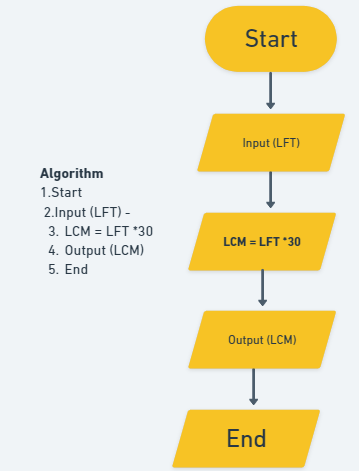 Start
Input (LFT)
Algorithm
1.Start
2.Input (LFT) -
3. LCM = LFT *30
4. Output (LCM)
5. End
LCM = LFT *30
Output (LCM)
End